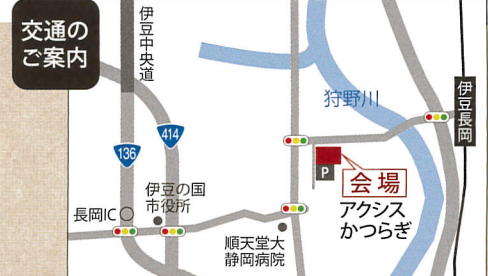 交通の
ご案内
伊豆中央道
狩野川
伊豆長岡
414
136
P
会場
アクシス
かつらぎ
伊豆の国
市役所
長岡IC
順天堂大
静岡病院